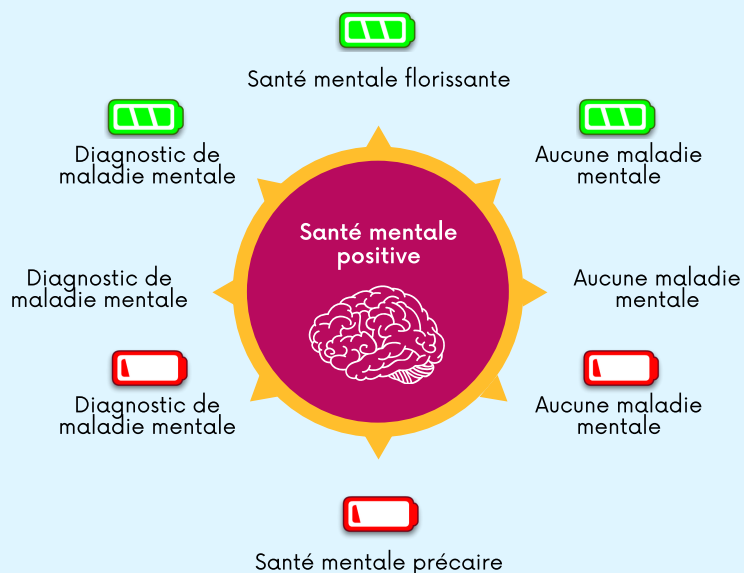 Santé mentale florissante
Diagnostic de
maladie mentale
Aucune maladie
mentale
Santé mentale
positive
Diagnostic de
maladie mentale
Aucune maladie
mentale
Diagnostic de
maladie mentale
Aucune maladie
mentale
Santé mentale précaire